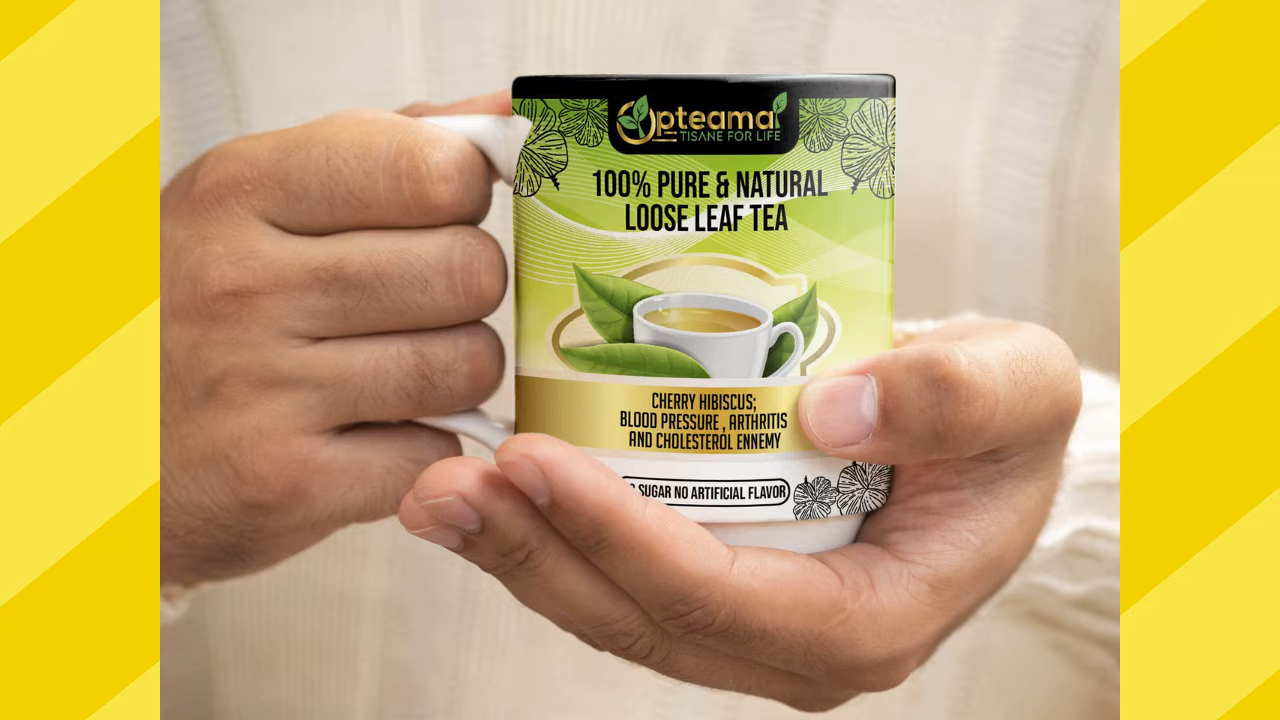 Opteama
TISANE FOR LIFE
100% PURE & NATURAL
LOOSE LEAF TEA
CHERRY HIBISCUS;
BLOOD PRESSURE , ARTHRITIS
AND CHOLESTEROL ENNEMY
SUGAR NO ARTIFICIAL FLAVOR